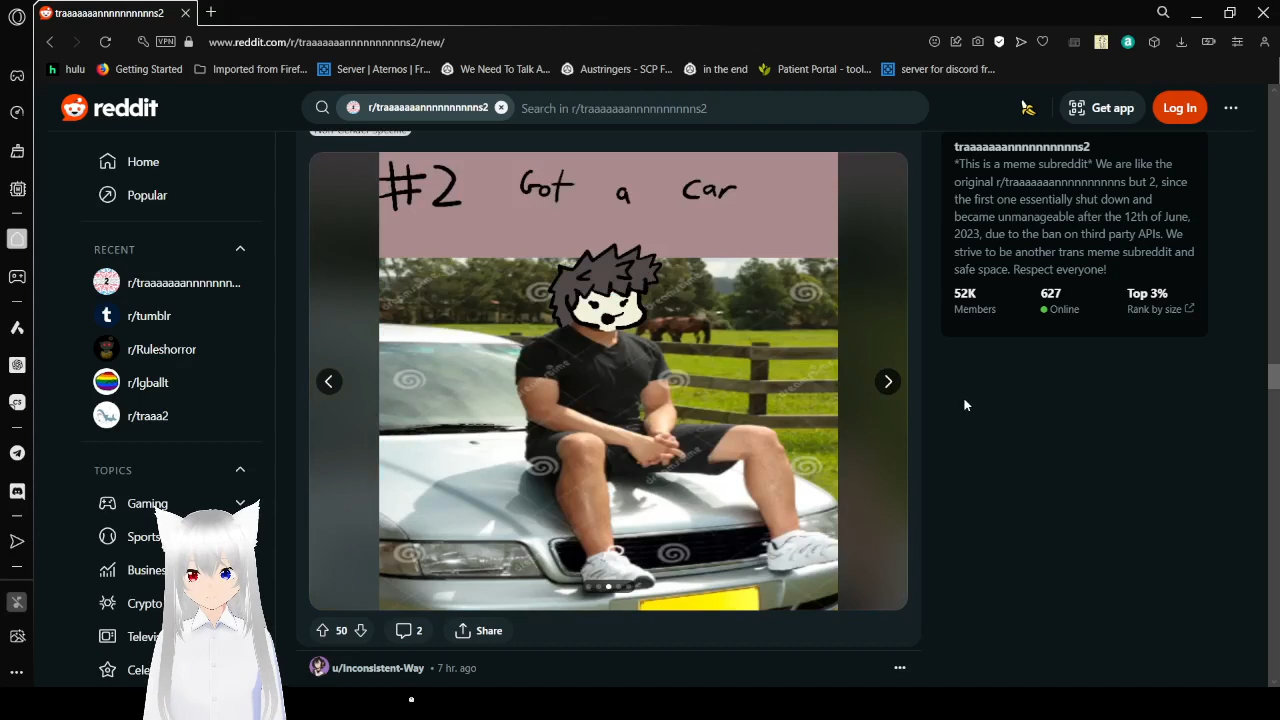 traaaaaaannnnnnnnnns2
www.reddit.com/r/traaaaaaannnnnnnnnns2/new/
VPN
hulu
Getting Started
Imported from Firef...
Server | Aternos | Fr...
We Need To Talk A...
Austringers - SCP F...
in the end
Patient Portal - tool...
server for discord fr...
reddit
r/traaaaaaannnnnnnnnns2
Search in r/traaaaaaannnnnnnnnns2
Get app
Log In
Home
Popular
RECENT
r/traaaaaaannnnnnn...
r/tumblr
r/Ruleshorror
r/lgballt
r/traaa2
TOPICS
Gaming
Sports
Busines
Crypto
Televi
Cele
#2 Got a car
dreamstime
50
2
Share
u/Inconsistent-Way • 7 hr. ago
traaaaaaannnnnnnnnns2
*This is a meme subreddit* We are like the
original r/traaaaaaannnnnnnnnns but 2, since
the first one essentially shut down and
became unmanageable after the 12th of June,
2023, due to the ban on third party APIs. We
strive to be another trans meme subreddit and
safe space. Respect everyone!
52K
Members
627
Online
Top 3%
Rank by size